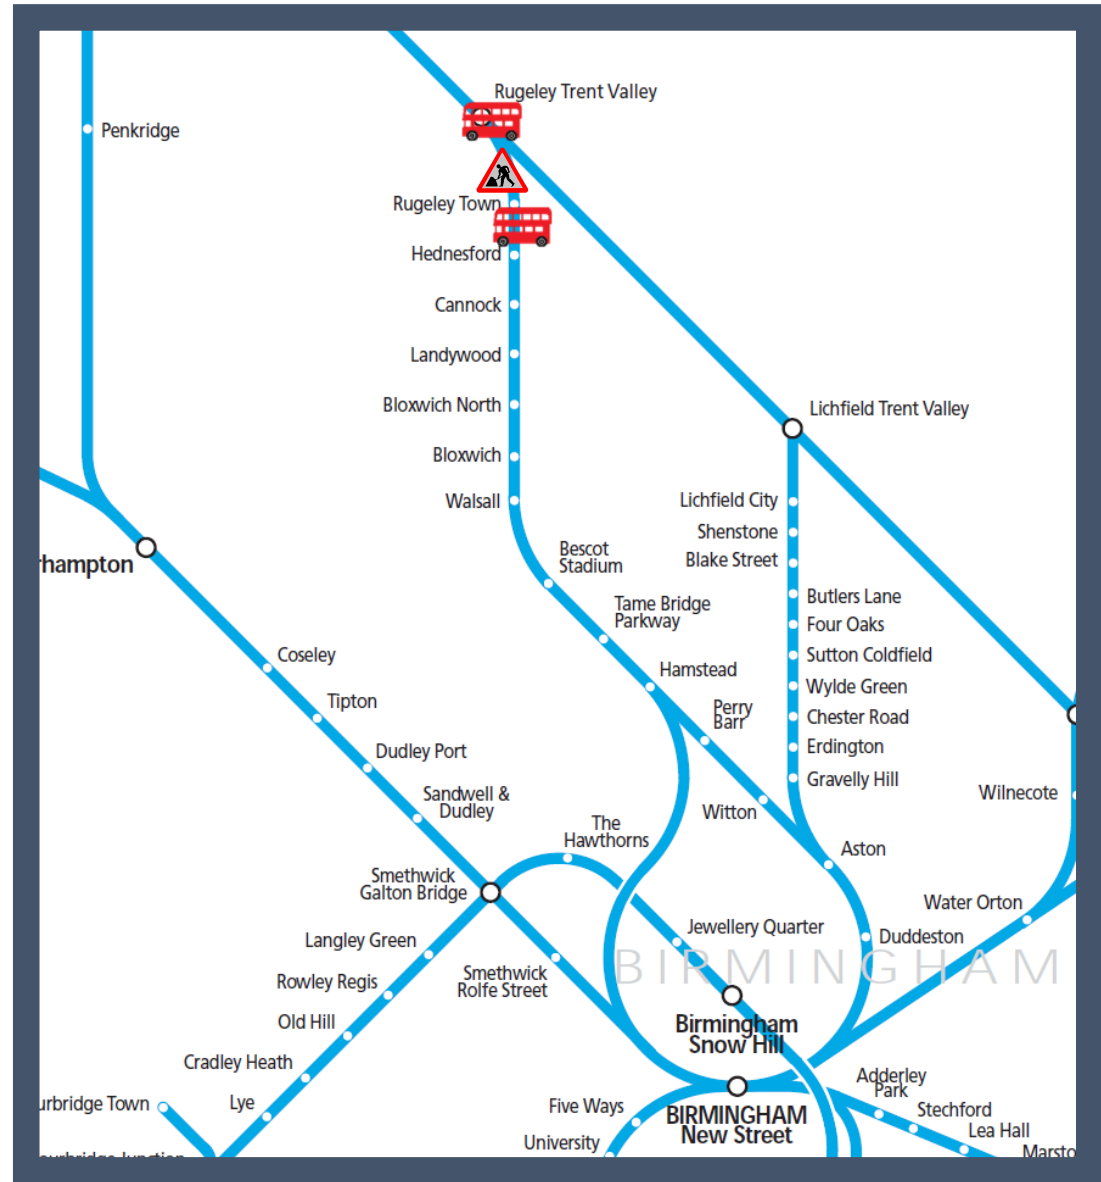 Rugeley Trent Valley
Penkridge
Rugeley Town
Hednesford
Cannock
Landywood
Bloxwich North
Lichfield Trent Valley
Bloxwich
Walsall
Lichfield City
Shenstone
Bescot
Stadium
Blake Street
rhampton
Butlers Lane
Tame Bridge
Parkway
Four Oaks
Coseley
Sutton Coldfield
Hamstead
Wylde Green
Tipton
Perry
Barr
Chester Road
Dudley Port
Erdington
Gravelly Hill
Sandwell &
Dudley
Wilnecote
Witton
The
Hawthorns
Aston
Smethwick
Galton Bridge
Water Orton
Jewellery Quarter
Langley Green
Duddeston
BIRMINGHAM
Smethwick
Rolfe Street
Rowley Regis
Old Hill
Birmingham
Snow Hill
Cradley Heath
Adderley
Park
urbridge Town
Lye
Five Ways
BIRMINGHAM
New Street
Stechford
Lea Hall
University
Marsto